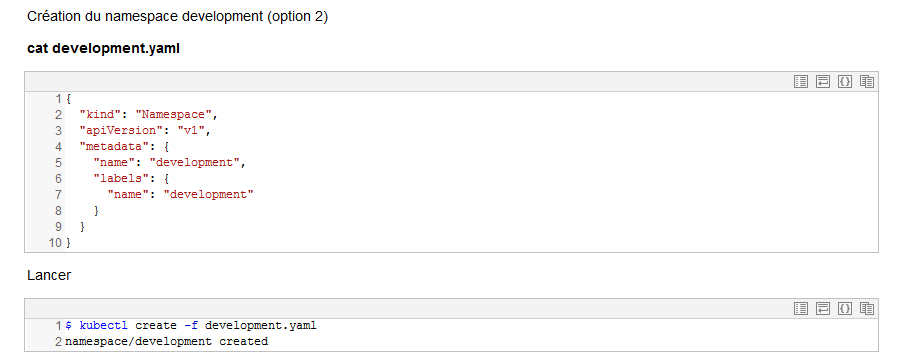 Création du namespace development (option 2)
cat development.yaml
1 {
2   "kind": "Namespace",
3   "apiVersion": "v1",
4   "metadata": {
5     "name": "development",
6     "labels": {
7       "name": "development"
8     }
9   }
10 }
Lancer
1 $ kubectl create -f development.yaml
2 namespace/development created